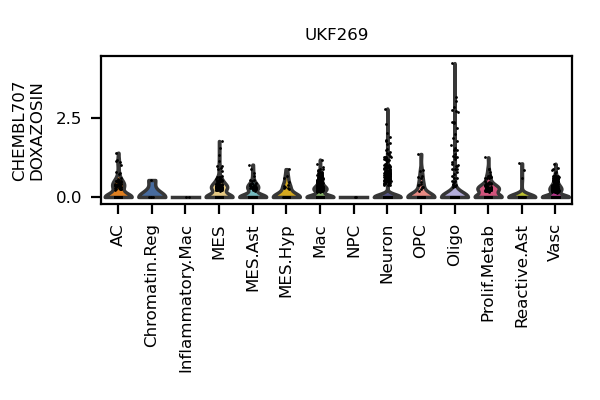 UKF269
CHEMBL707
DOXAZOSIN
2.5
0.0
AC
Chromatin.Reg
Inflammatory.Mac
MES
MES.Ast
MES.Hyp
Mac
NPC
Neuron
OPC
Oligo
Prolif.Metab
Reactive.Ast
Vasc